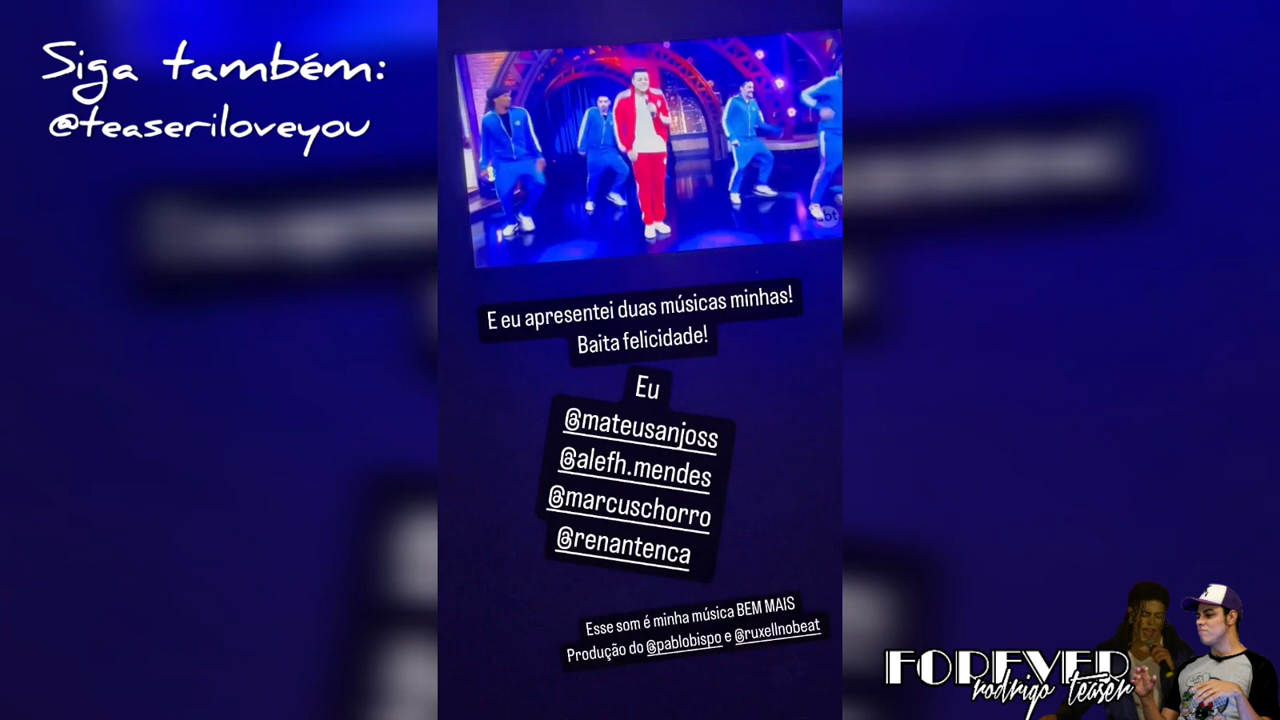 Siga também:
@teaseriloveyou
sbt
E eu apresentei duas músicas minhas!
Baita felicidade!
Eu
@mateusanjoss
@alefh.mendes
@marcuschorro
@renantenca
Esse som é minha música BEM MAIS
Produção do @pablobispo e @ruxellnobeat
FOREVER
rodrigo teaser